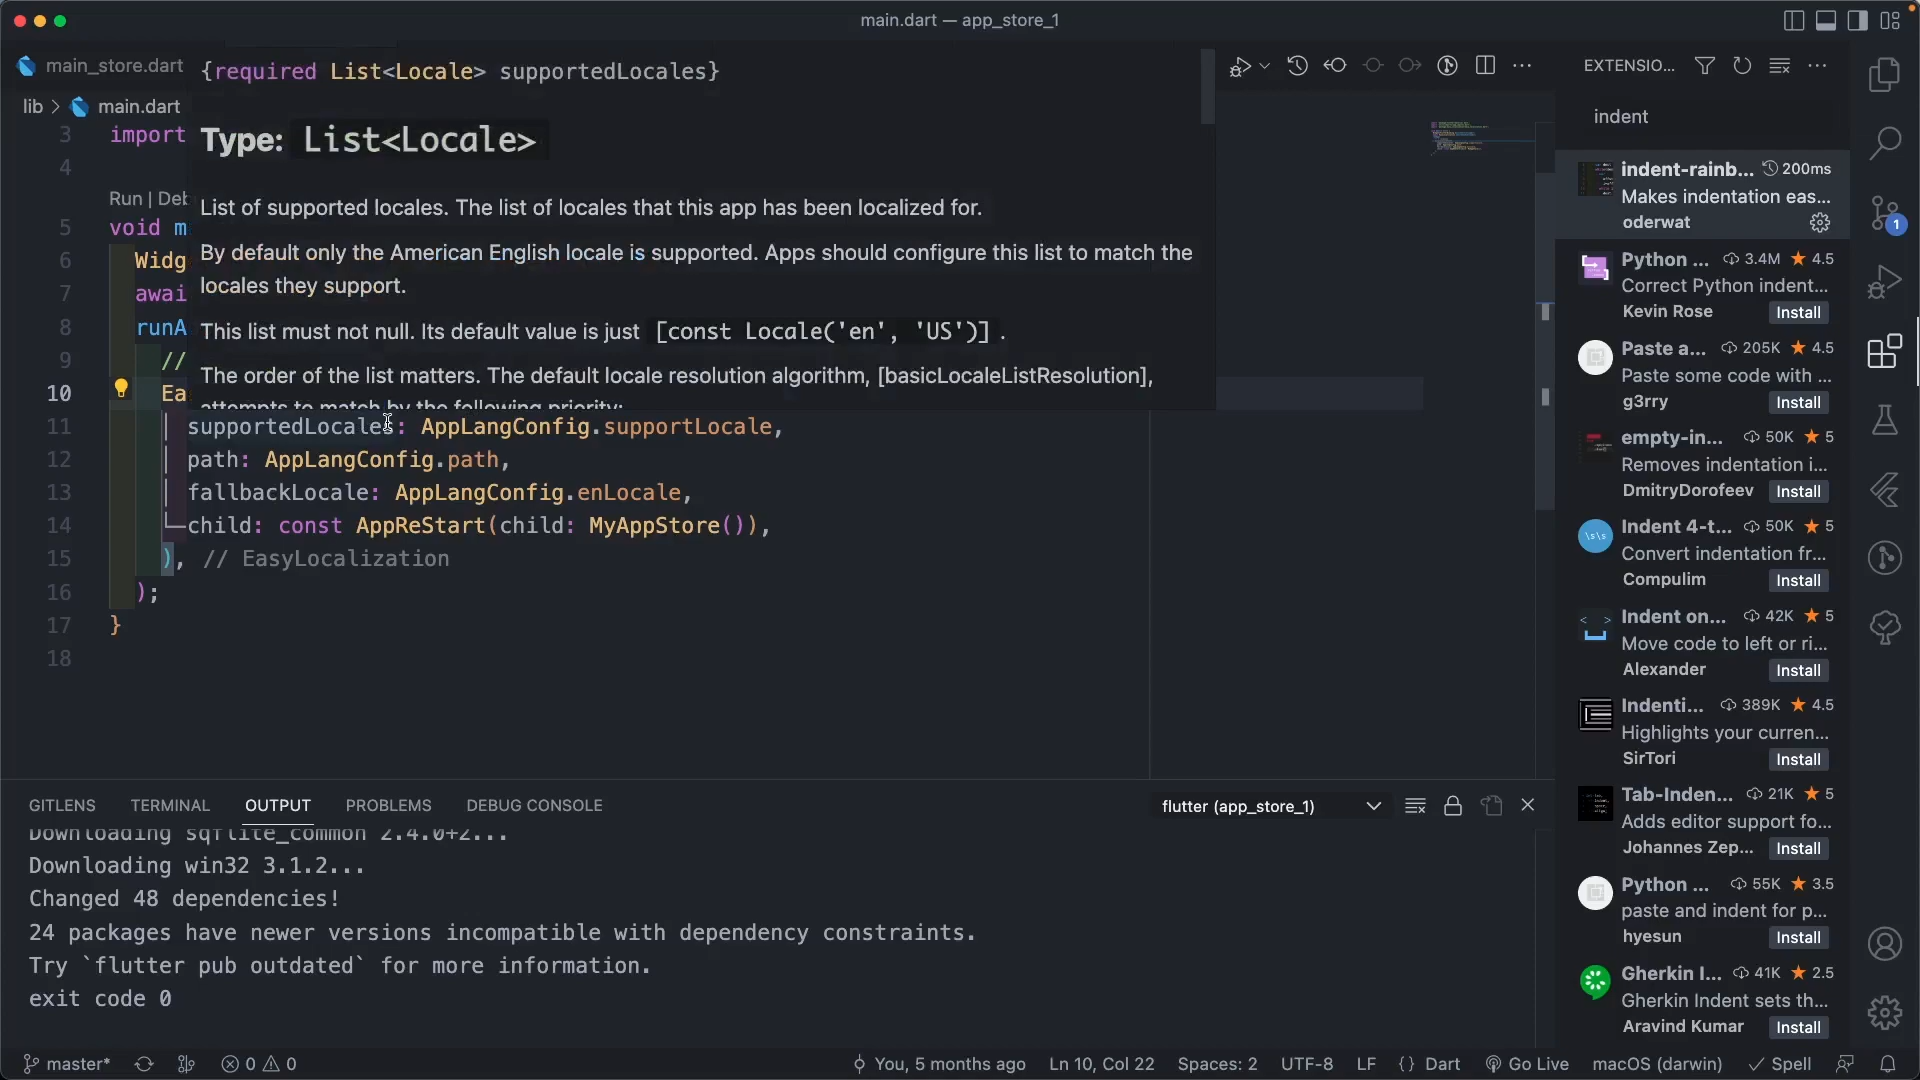 main.dart — app_store_1
main_store.dart
{required List<Locale> supportedLocales}
EXTENSIO...
lib > main.dart
indent
3 import
Type: List<Locale>
4
Run | Deb
List of supported locales. The list of locales that this app has been localized for.
5 void m
By default only the American English locale is supported. Apps should configure this list to match the
locales they support.
6 Widg
7 awai
8 runA
This list must not null. Its default value is just [const Locale('en', 'US')] .
9 //
The order of the list matters. The default locale resolution algorithm, [basicLocaleListResolution],
attempts to match by the following priority:
10 Ea
11 supportedLocales: AppLangConfig.supportLocale,
12 path: AppLangConfig.path,
13 fallbackLocale: AppLangConfig.enLocale,
14 child: const AppReStart(child: MyAppStore()),
15 ), // EasyLocalization
16 );
17 }
18
indent-rainb... 200ms
Makes indentation eas...
oderwat
Python ... 3.4M ★ 4.5
Correct Python indent...
Kevin Rose Install
Paste a... 205K ★ 4.5
Paste some code with ...
g3rry Install
empty-in... 50K ★ 5
Removes indentation i...
DmitryDorofeev Install
\s\s
Indent 4-t... 50K ★ 5
Convert indentation fr...
Compulim Install
< >
Indent on... 42K ★ 5
Move code to left or ri...
Alexander Install
Indenti... 389K ★ 4.5
Highlights your curren...
SirTori Install
Tab-Inden... 21K ★ 5
Adds editor support fo...
Johannes Zep... Install
Python ... 55K ★ 3.5
paste and indent for p...
hyesun Install
Gherkin I... 41K ★ 2.5
Gherkin Indent sets th...
Aravind Kumar Install
1
GITLENS TERMINAL OUTPUT PROBLEMS DEBUG CONSOLE
flutter (app_store_1)
Downloading sqflite_common 2.4.0+2...
Downloading win32 3.1.2...
Changed 48 dependencies!
24 packages have newer versions incompatible with dependency constraints.
Try `flutter pub outdated` for more information.
exit code 0
master* 0 0 You, 5 months ago Ln 10, Col 22 Spaces: 2 UTF-8 LF {} Dart Go Live macOS (darwin) ✓ Spell